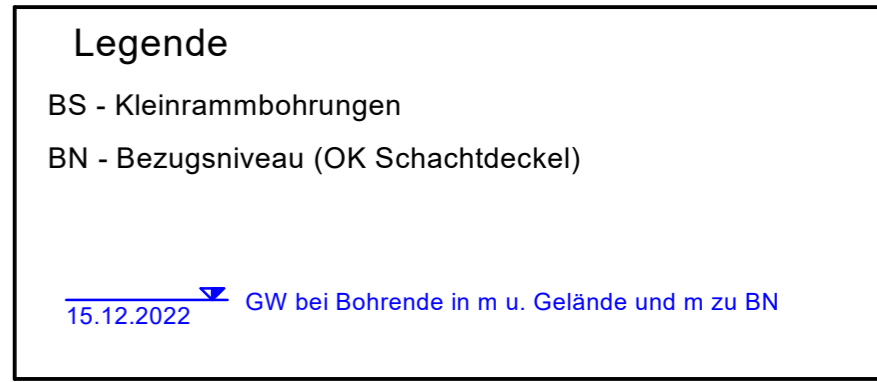 Legende
BS - Kleinrammbohrungen
BN - Bezugsniveau (OK Schachtdeckel)
GW bei Bohrende in m u. Gelände und m zu BN
15.12.2022